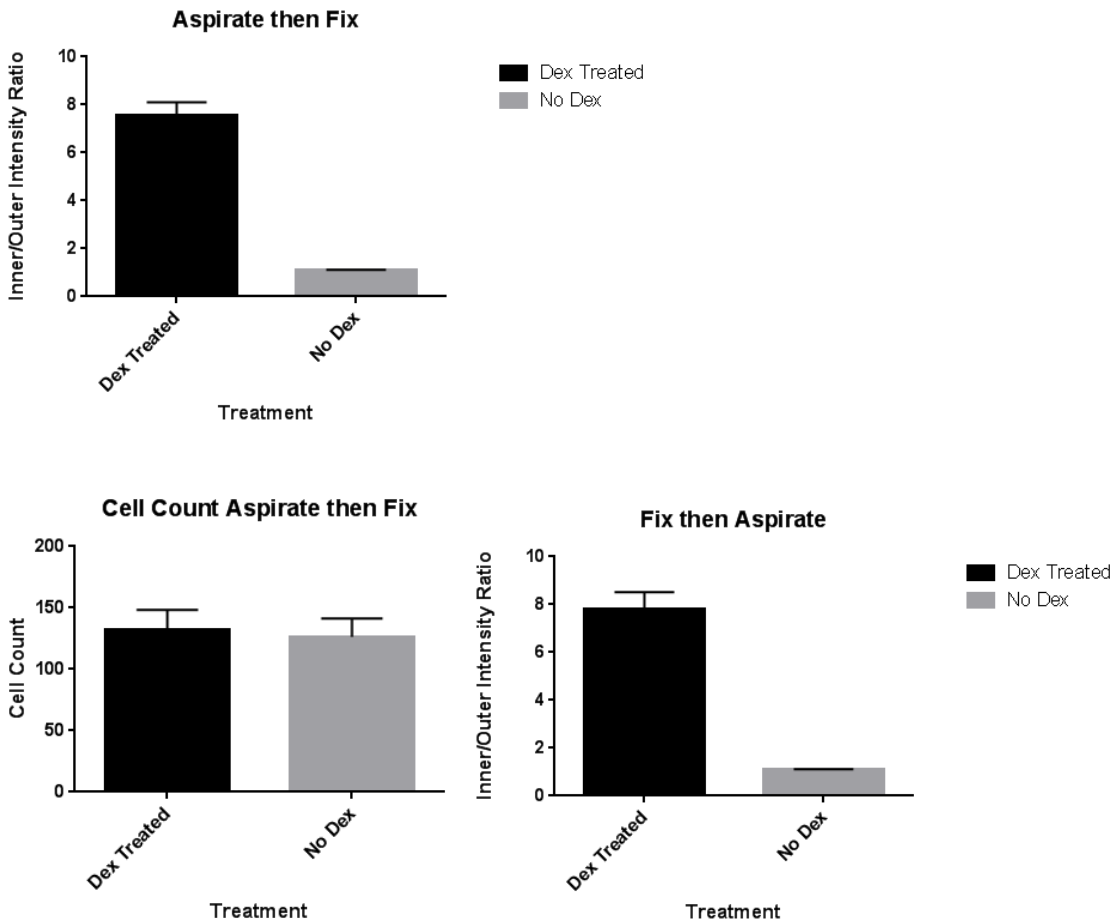 Aspirate then Fix
Inner/Outer Intensity Ratio
10
8
6
4
2
0
Dex Treated
No Dex
Treatment
Dex Treated
No Dex
Cell Count Aspirate then Fix
Cell Count
200
150
100
50
0
Dex Treated
No Dex
Treatment
Fix then Aspirate
Inner/Outer Intensity Ratio
10
8
6
4
2
0
Dex Treated
No Dex
Treatment
Dex Treated
No Dex